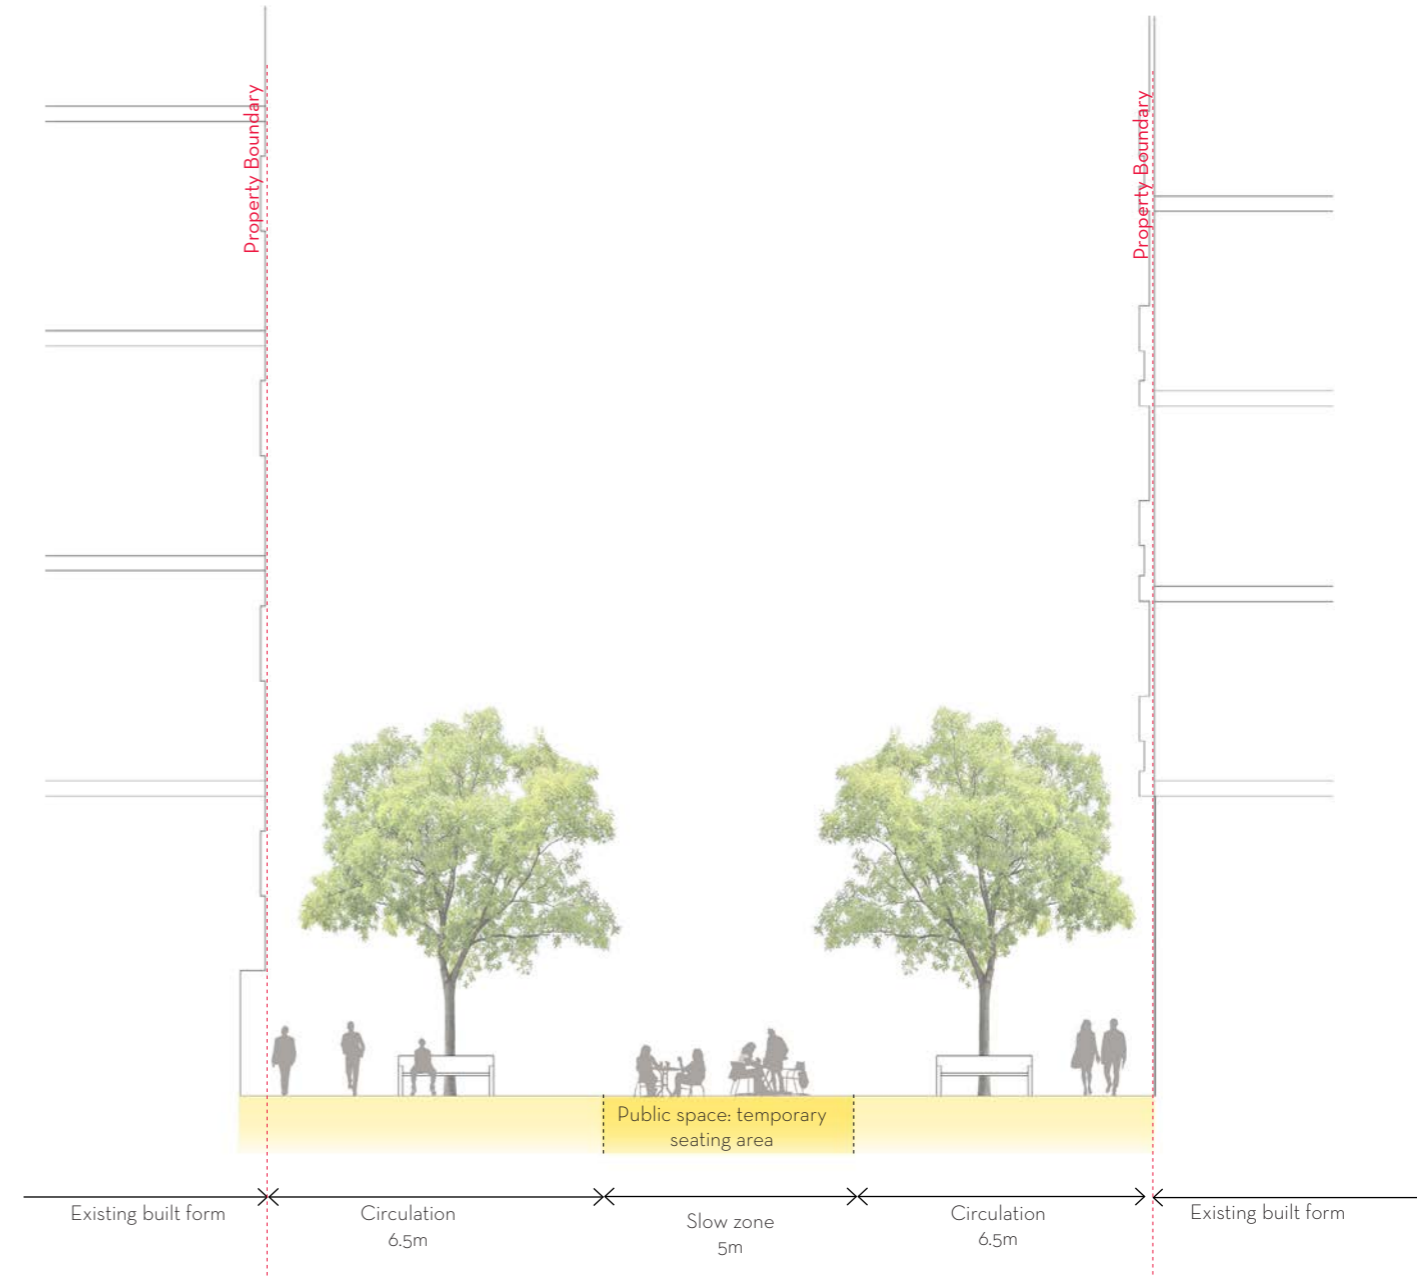 Property Boundary
Property Boundary
Public space: temporary
seating area
Existing built form
Circulation
6.5m
Slow zone
5m
Circulation
6.5m
Existing built form